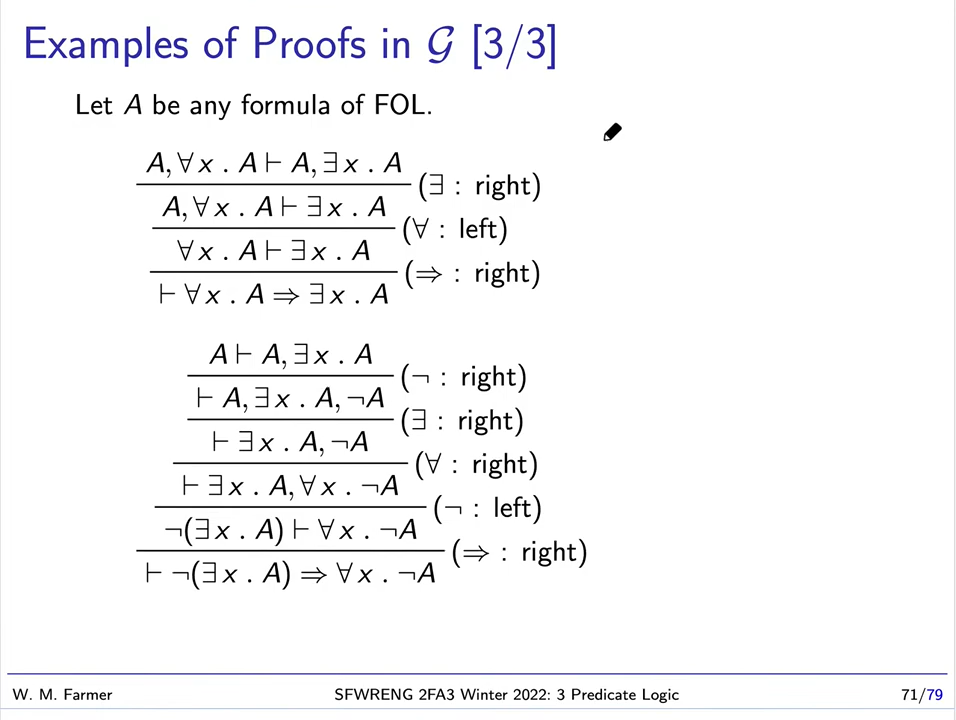 Examples of Proofs in 𝒢 [3/3]
Let A be any formula of FOL.
A, ∀ x . A ⊢ A, ∃ x . A
(∃ : right)
A, ∀ x . A ⊢ ∃ x . A
(∀ : left)
∀ x . A ⊢ ∃ x . A
(⇒ : right)
⊢ ∀ x . A ⇒ ∃ x . A
A ⊢ A, ∃ x . A
(¬ : right)
⊢ A, ∃ x . A, ¬A
(∃ : right)
⊢ ∃ x . A, ¬A
(∀ : right)
⊢ ∃ x . A, ∀ x . ¬A
(¬ : left)
¬(∃ x . A) ⊢ ∀ x . ¬A
(⇒ : right)
⊢ ¬(∃ x . A) ⇒ ∀ x . ¬A
W. M. Farmer SFWRENG 2FA3 Winter 2022: 3 Predicate Logic 71/79